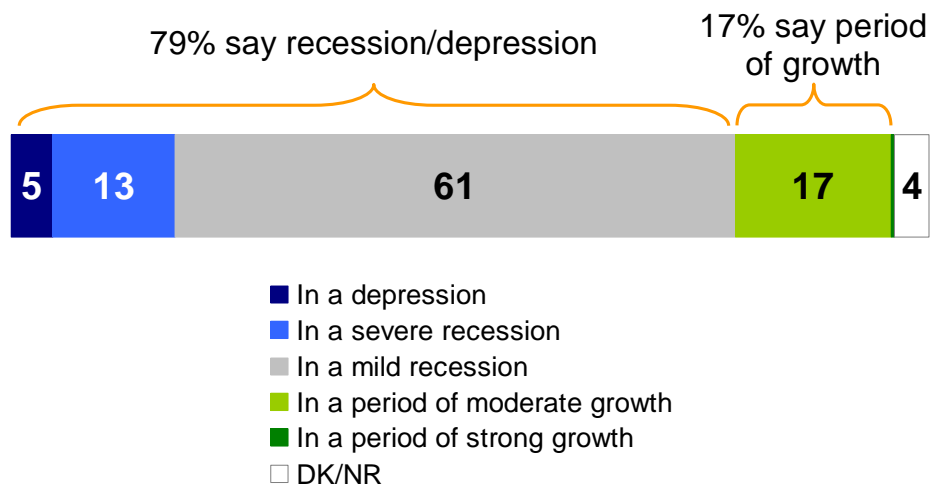 79% say recession/depression
17% say period
of growth
5 13 61 17 4
In a depression
In a severe recession
In a mild recession
In a period of moderate growth
In a period of strong growth
DK/NR